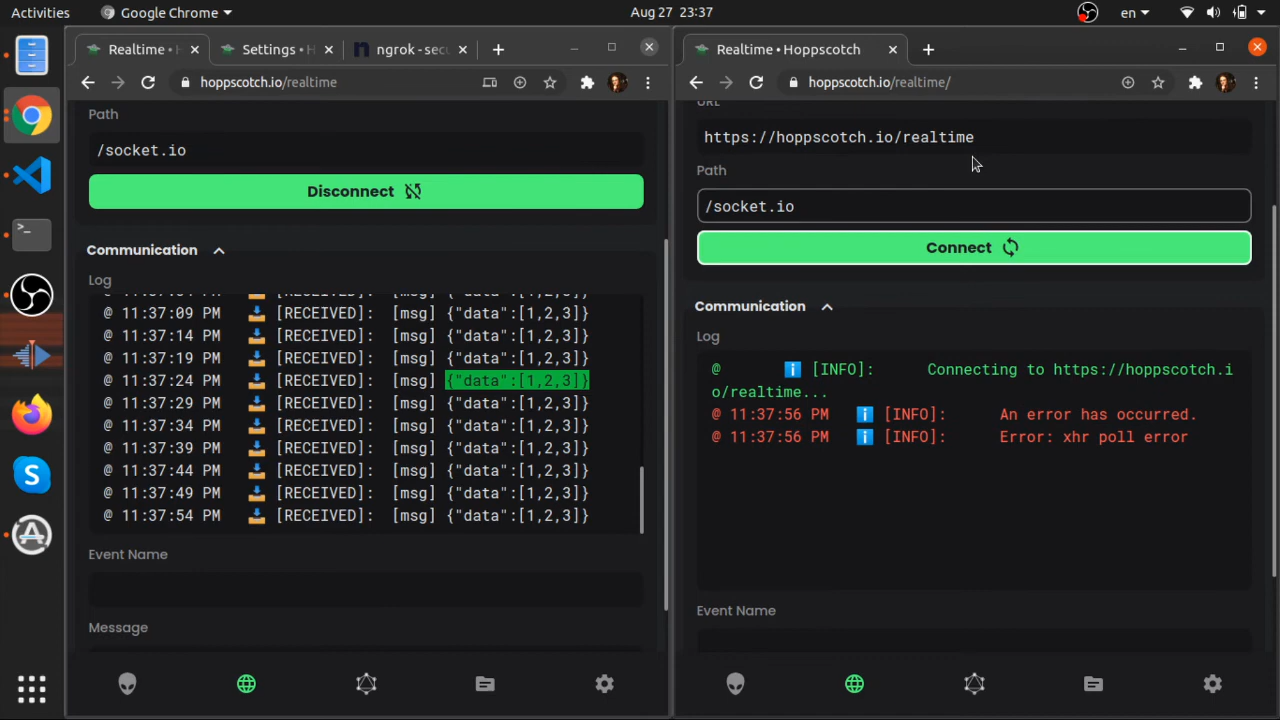 Activities
Google Chrome
Aug 27 23:37
en
Realtime • H
Settings • H
ngrok - sec
hoppscotch.io/realtime
Path
/socket.io
Disconnect
Communication
Log
@ 11:37:09 PM [RECEIVED]: [msg] {"data":[1,2,3]}
@ 11:37:14 PM [RECEIVED]: [msg] {"data":[1,2,3]}
@ 11:37:19 PM [RECEIVED]: [msg] {"data":[1,2,3]}
@ 11:37:24 PM [RECEIVED]: [msg] {"data":[1,2,3]}
@ 11:37:29 PM [RECEIVED]: [msg] {"data":[1,2,3]}
@ 11:37:34 PM [RECEIVED]: [msg] {"data":[1,2,3]}
@ 11:37:39 PM [RECEIVED]: [msg] {"data":[1,2,3]}
@ 11:37:44 PM [RECEIVED]: [msg] {"data":[1,2,3]}
@ 11:37:49 PM [RECEIVED]: [msg] {"data":[1,2,3]}
@ 11:37:54 PM [RECEIVED]: [msg] {"data":[1,2,3]}
Event Name
Message
Realtime • Hoppscotch
hoppscotch.io/realtime/
URL
https://hoppscotch.io/realtime
Path
/socket.io
Connect
Communication
Log
@ [INFO]: Connecting to https://hoppscotch.i
o/realtime...
@ 11:37:56 PM [INFO]: An error has occurred.
@ 11:37:56 PM [INFO]: Error: xhr poll error
Event Name